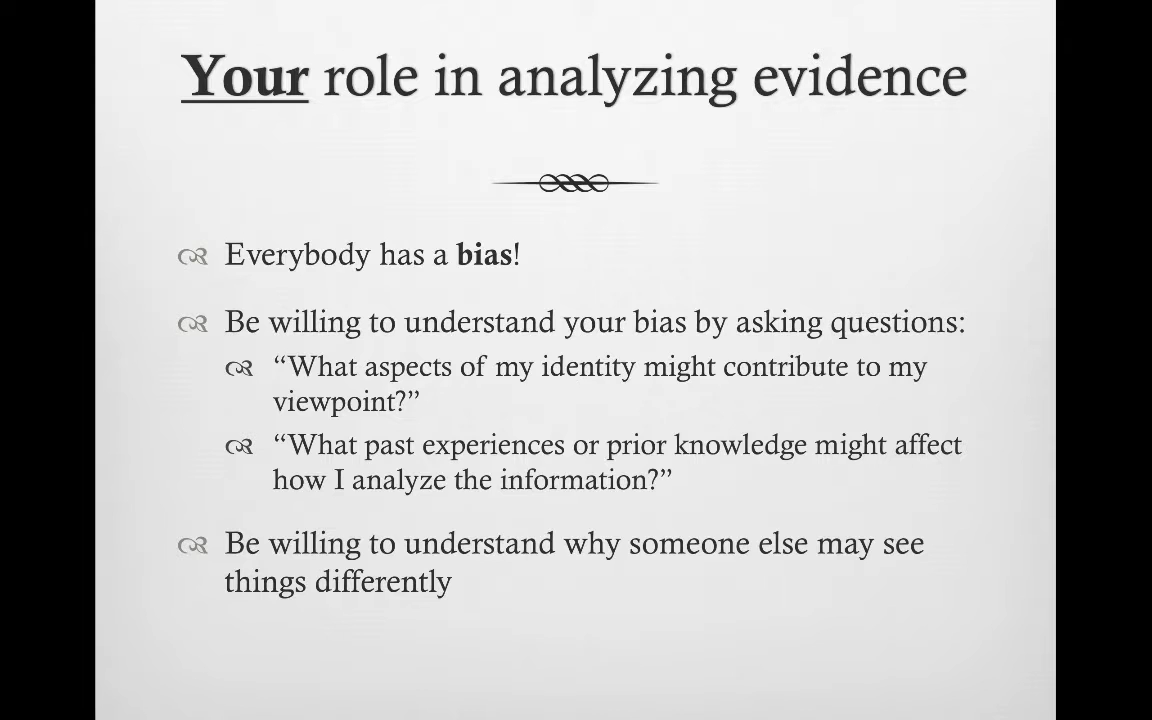 Your role in analyzing evidence
Everybody has a bias!
Be willing to understand your bias by asking questions:
“What aspects of my identity might contribute to my
viewpoint?”
“What past experiences or prior knowledge might affect
how I analyze the information?”
Be willing to understand why someone else may see
things differently